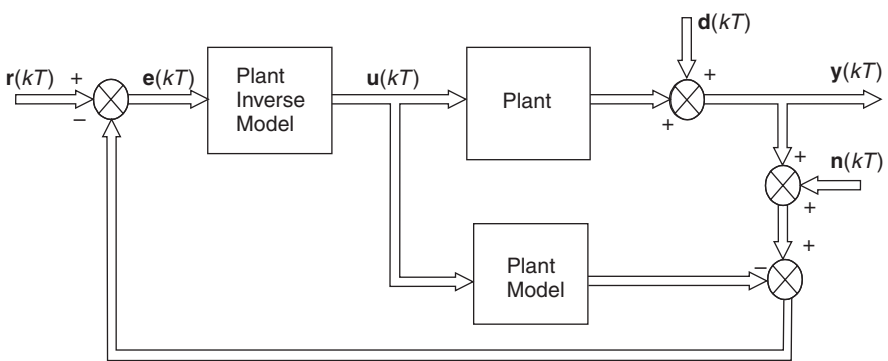 d(kT)
r(kT) +
e(kT)
Plant
Inverse
Model
u(kT)
Plant
+
y(kT)
−
+
+
n(kT)
+
+
Plant
Model
−